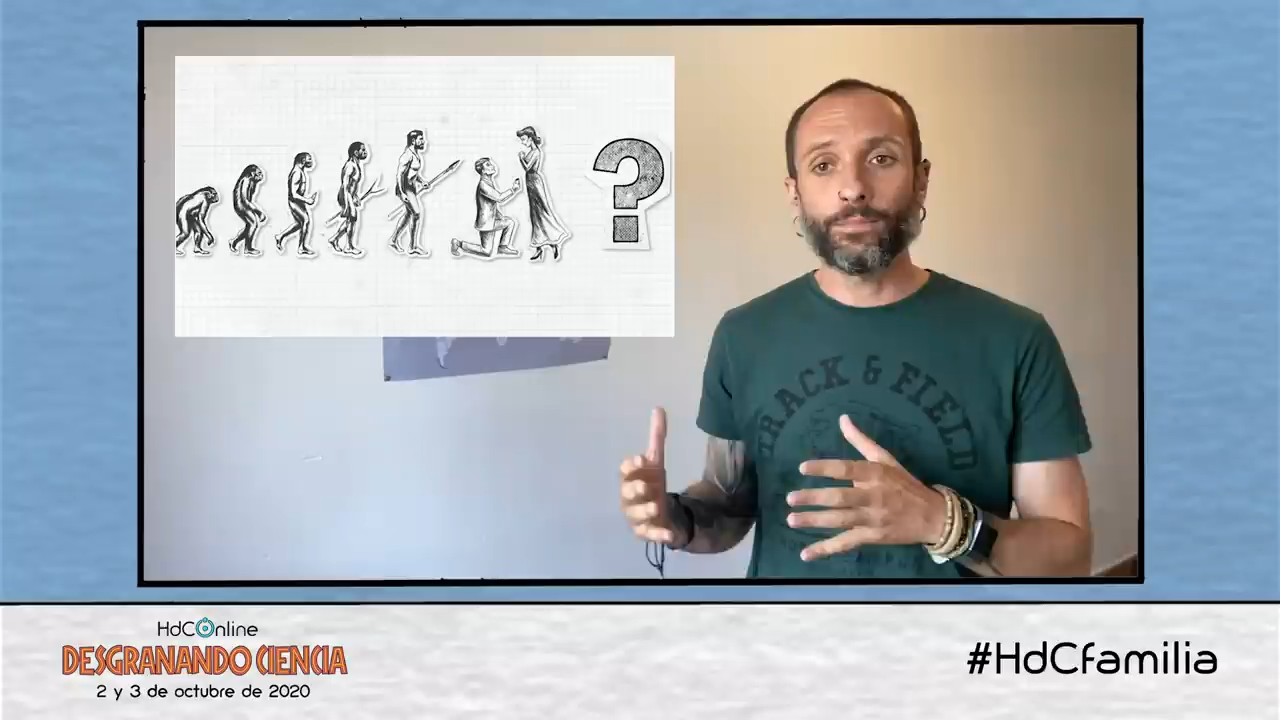 ?
TRACK & FIELD
HdCOnline
DESGRANANDO CIENCIA
2 y 3 de octubre de 2020
#HdCfamilia